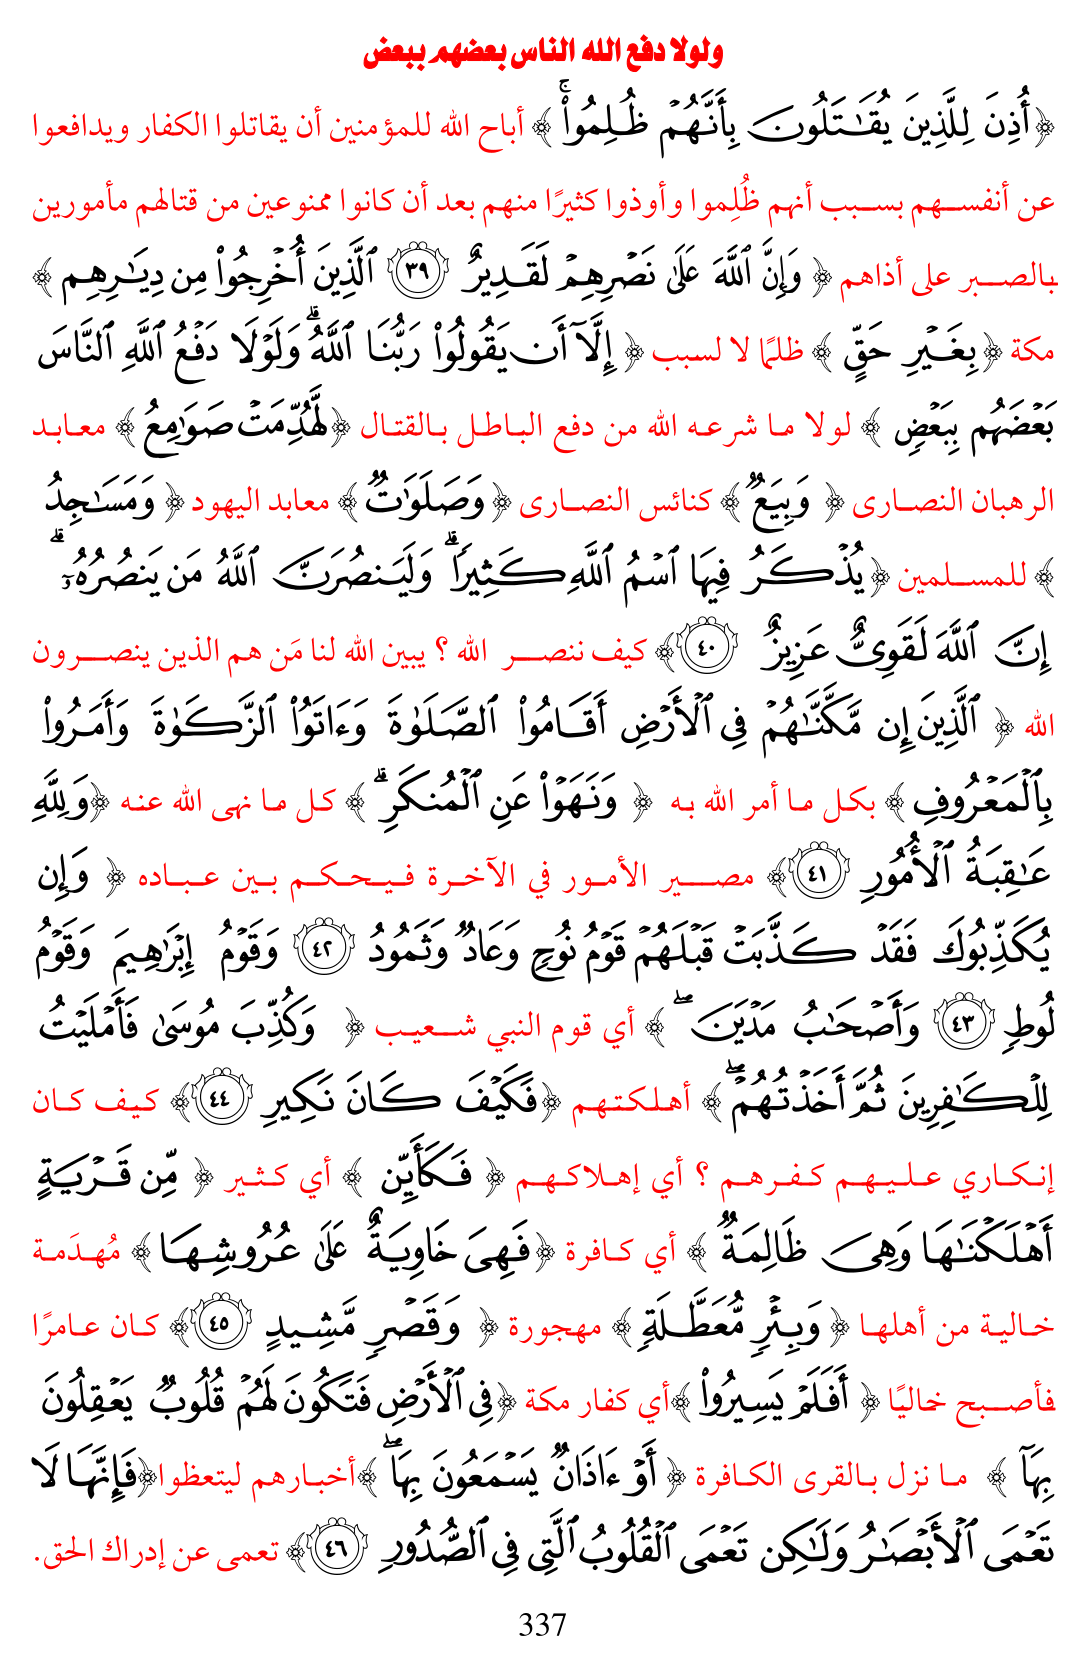 ولولا دفع الله الناس بعضهم ببعض
﴿أُذِنَ لِلَّذِينَ يُقَٰتَلُونَ بِأَنَّهُمۡ ظُلِمُواْۚ ﴾ أباح الله للمؤمنين أن يقاتلوا الكفار ويدافعوا
عن أنفسهم بسبب أنهم ظُلِموا وأوذوا كثيرًا منهم بعد أن كانوا ممنوعين من قتالهم مأمورين
بالصبر على أذاهم ﴿ وَإِنَّ ٱللَّهَ عَلَىٰ نَصۡرِهِمۡ لَقَدِيرٌ ٣٩ ٱلَّذِينَ أُخۡرِجُواْ مِن دِيَٰرِهِم ﴾
مكة ﴿بِغَيۡرِ حَقٍّ ﴾ ظلمًا لا لسبب ﴿ إِلَّآ أَن يَقُولُواْ رَبُّنَا ٱللَّهُۗ وَلَوۡلَا دَفۡعُ ٱللَّهِ ٱلنَّاسَ
بَعۡضَهُم بِبَعۡضٖ ﴾ لولا ما شرعه الله من دفع الباطل بالقتال ﴿لَّهُدِّمَتۡ صَوَٰمِعُ﴾ معابد
الرهبان النصارى ﴿ وَبِيَعٞ﴾ كنائس النصارى ﴿وَصَلَوَٰتٞ﴾ معابد اليهود ﴿ وَمَسَٰجِدُ
﴾ للمسلمين ﴿يُذۡكَرُ فِيهَا ٱسۡمُ ٱللَّهِ كَثِيرٗاۗ وَلَيَنصُرَنَّ ٱللَّهُ مَن يَنصُرُهُۥٓۗ
إِنَّ ٱللَّهَ لَقَوِيٌّ عَزِيزٌ ٤٠﴾ كيف ننصر الله ؟ يبين الله لنا مَن هم الذين ينصرون
الله ﴿ ٱلَّذِينَ إِن مَّكَّنَّٰهُمۡ فِي ٱلۡأَرۡضِ أَقَامُواْ ٱلصَّلَوٰةَ وَءَاتَوُاْ ٱلزَّكَوٰةَ وَأَمَرُواْ
بِٱلۡمَعۡرُوفِ ﴾ بكل ما أمر الله به ﴿ وَنَهَوۡاْ عَنِ ٱلۡمُنكَرِۗ ﴾ كل ما نهى الله عنه ﴿وَلِلَّهِ
عَٰقِبَةُ ٱلۡأُمُورِ ٤١﴾ مصير الأمور في الآخرة فيحكم بين عباده ﴿ وَإِن
يُكَذِّبُوكَ فَقَدۡ كَذَّبَتۡ قَبۡلَهُمۡ قَوۡمُ نُوحٖ وَعَادٞ وَثَمُودُ ٤٢ وَقَوۡمُ إِبۡرَٰهِيمَ وَقَوۡمُ
لُوطٖ ٤٣ وَأَصۡحَٰبُ مَدۡيَنَۖ ﴾ أي قوم النبي شعيب ﴿ وَكُذِّبَ مُوسَىٰ فَأَمۡلَيۡتُ
لِلۡكَٰفِرِينَ ثُمَّ أَخَذۡتُهُمۡۖ﴾ أهلكتهم ﴿فَكَيۡفَ كَانَ نَكِيرِ ٤٤﴾ كيف كان
إنكاري عليهم كفرهم ؟ أي إهلاكهم ﴿ فَكَأَيِّن ﴾ أي كثير ﴿ مِّن قَرۡيَةٍ
أَهۡلَكۡنَٰهَا وَهِيَ ظَالِمَةٞ ﴾ أي كافرة ﴿فَهِيَ خَاوِيَةٌ عَلَىٰ عُرُوشِهَا﴾ مُهدَمة
خالية من أهلها ﴿ وَبِئۡرٖ مُّعَطَّلَةٖ﴾ مهجورة ﴿ وَقَصۡرٖ مَّشِيدٍ ٤٥﴾ كان عامرًا
فأصبح خاليًا ﴿ أَفَلَمۡ يَسِيرُواْ ﴾أي كفار مكة ﴿فِي ٱلۡأَرۡضِ فَتَكُونَ لَهُمۡ قُلُوبٞ يَعۡقِلُونَ
بِهَآ ﴾ ما نزل بالقرى الكافرة ﴿ أَوۡ ءَاذَانٞ يَسۡمَعُونَ بِهَاۖ ﴾أخبارهم ليتعظوا﴿فَإِنَّهَا لَا
تَعۡمَى ٱلۡأَبۡصَٰرُ وَلَٰكِن تَعۡمَى ٱلۡقُلُوبُ ٱلَّتِي فِي ٱلصُّدُورِ ٤٦﴾ تعمى عن إدراك الحق.
337